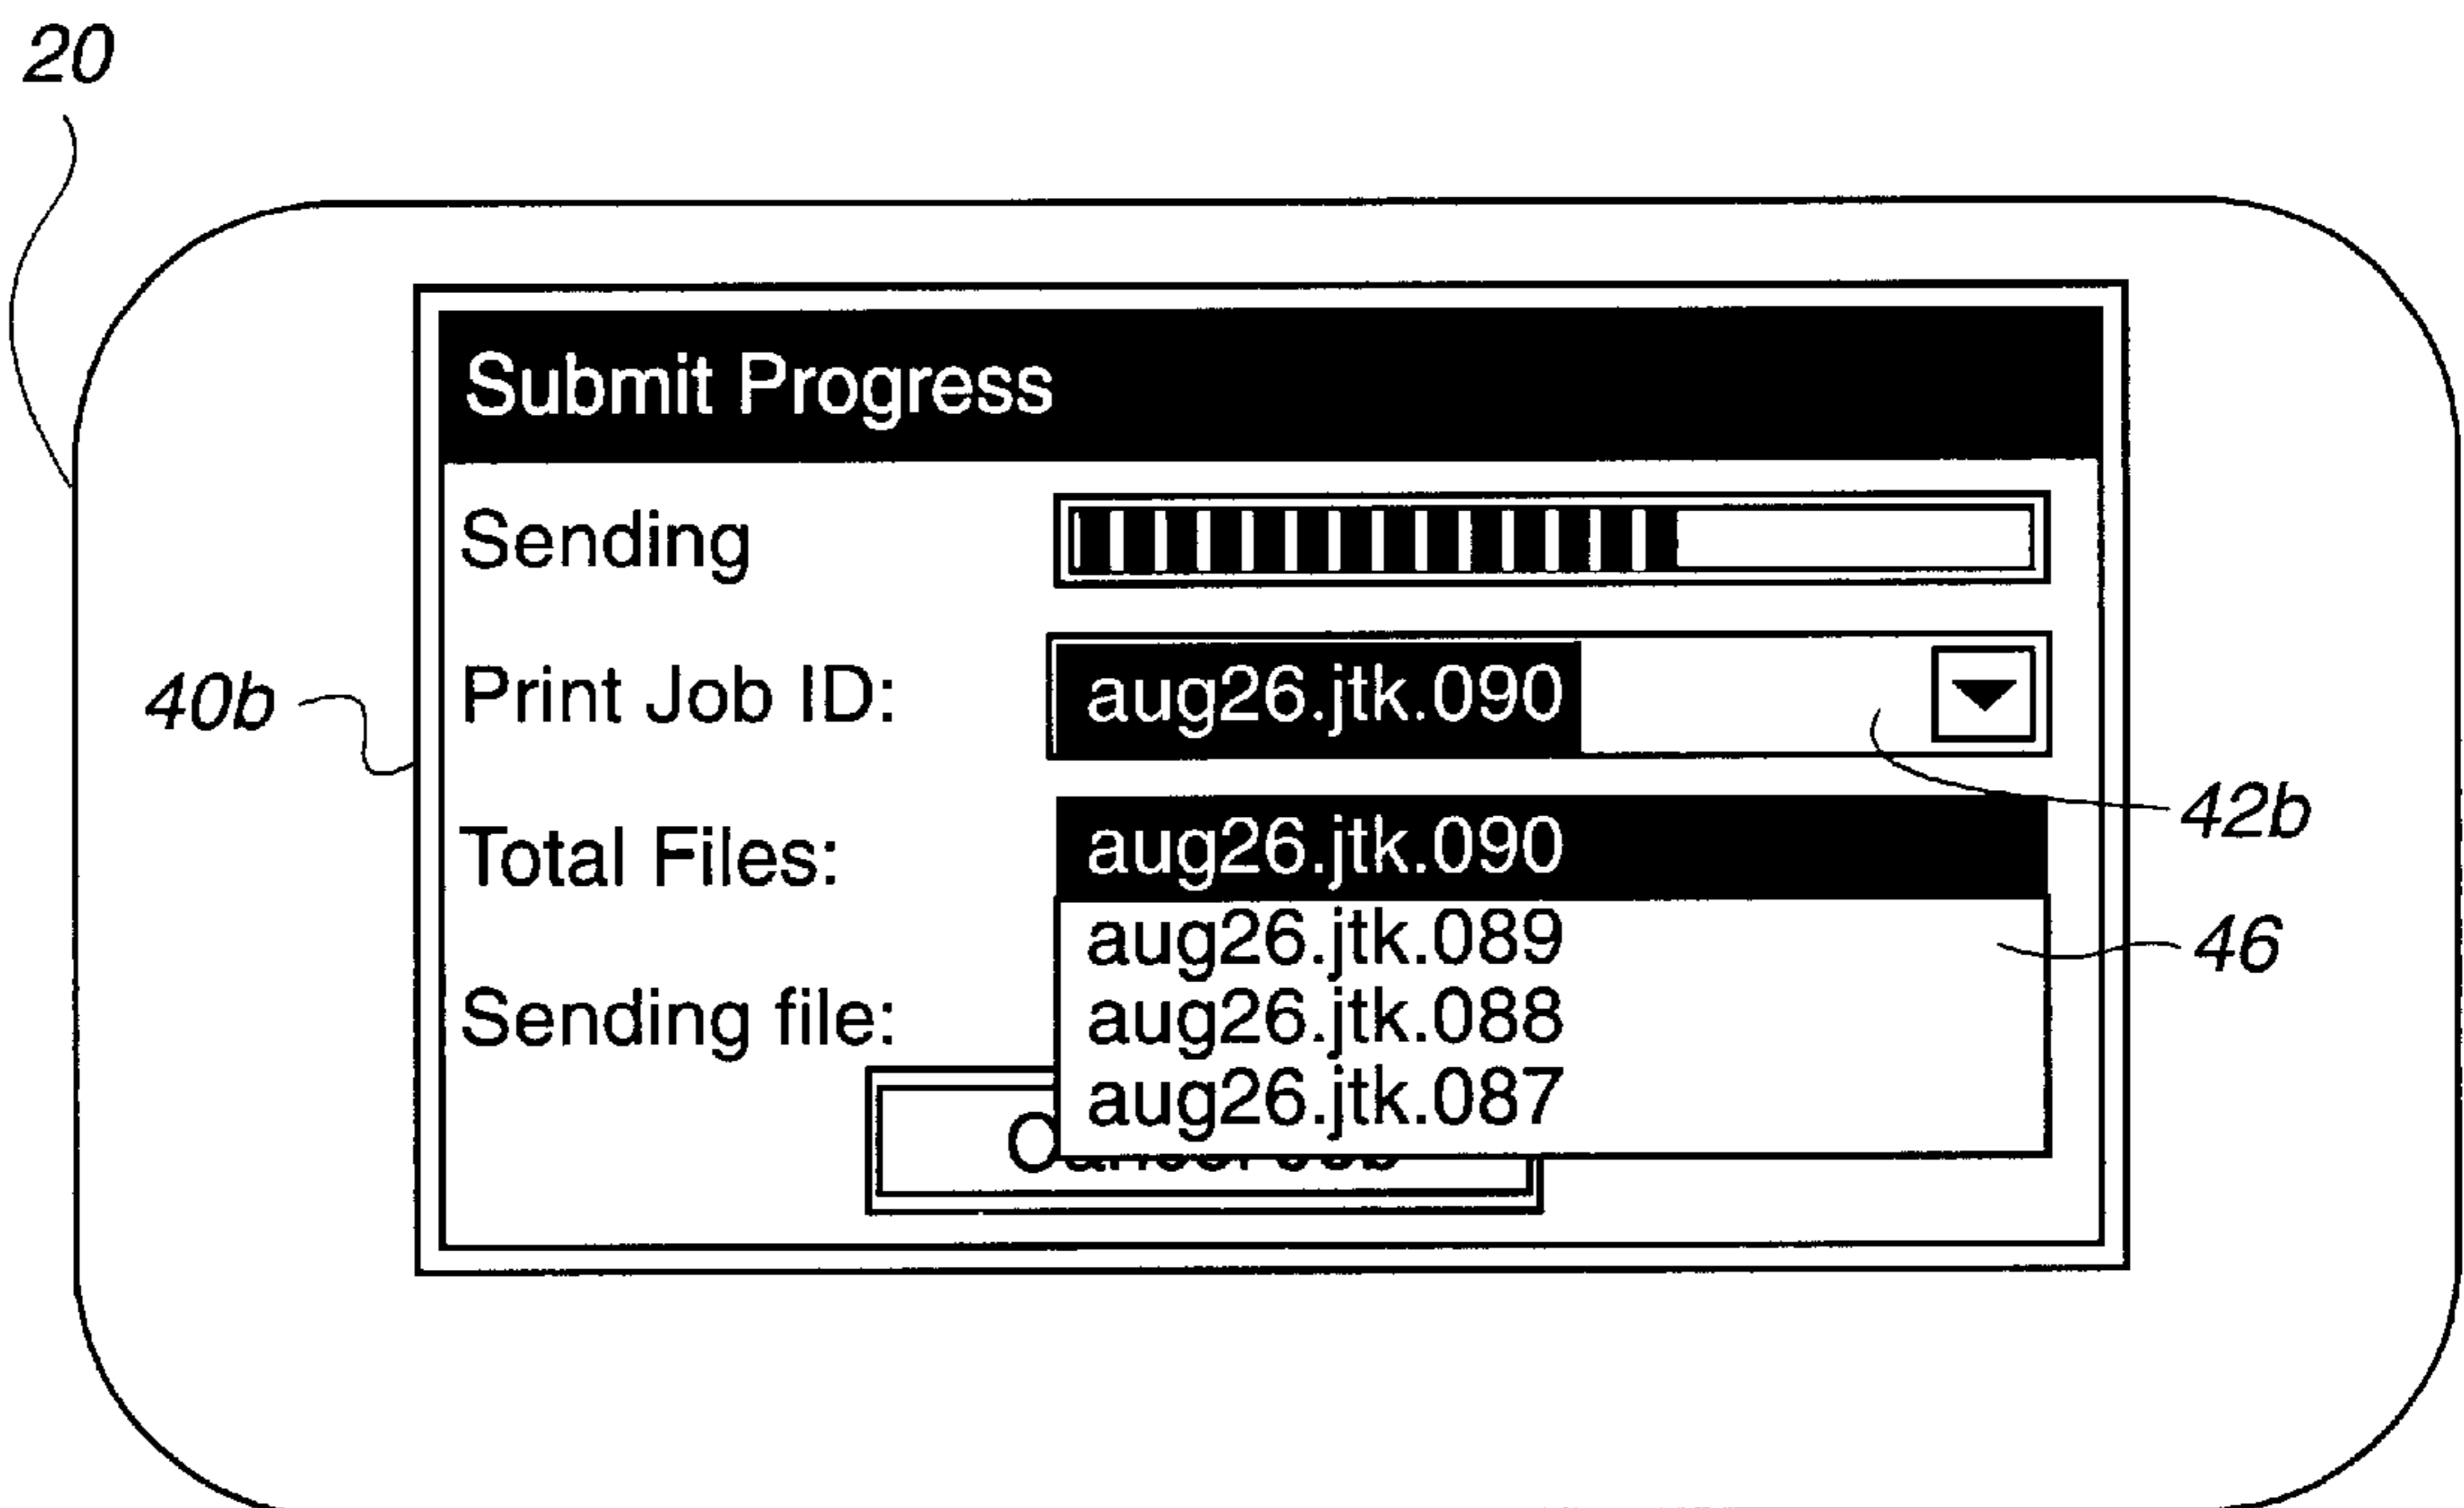 20
Submit Progress
Sending
Print Job ID: aug26.jtk.090
40b
42b
Total Files: aug26.jtk.090
aug26.jtk.089
46
Sending file: aug26.jtk.088
aug26.jtk.087